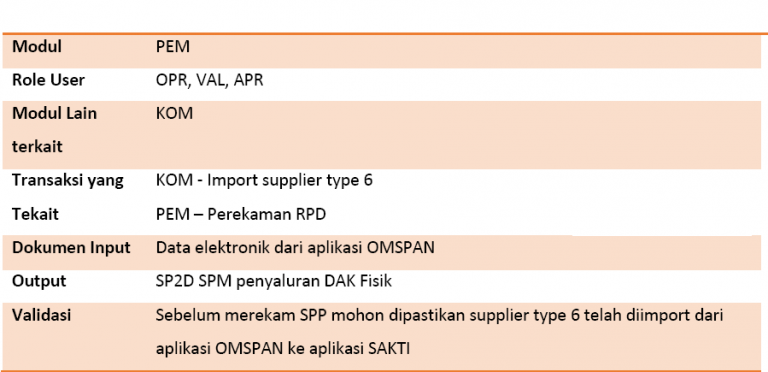 Modul PEM
Role User OPR, VAL, APR
Modul Lain KOM
terkait
Transaksi yang KOM - Import supplier type 6
Tekait PEM – Perekaman RPD
Dokumen Input Data elektronik dari aplikasi OMSPAN
Output SP2D SPM penyaluran DAK Fisik
Validasi Sebelum merekam SPP mohon dipastikan supplier type 6 telah diimport dari
aplikasi OMSPAN ke aplikasi SAKTI